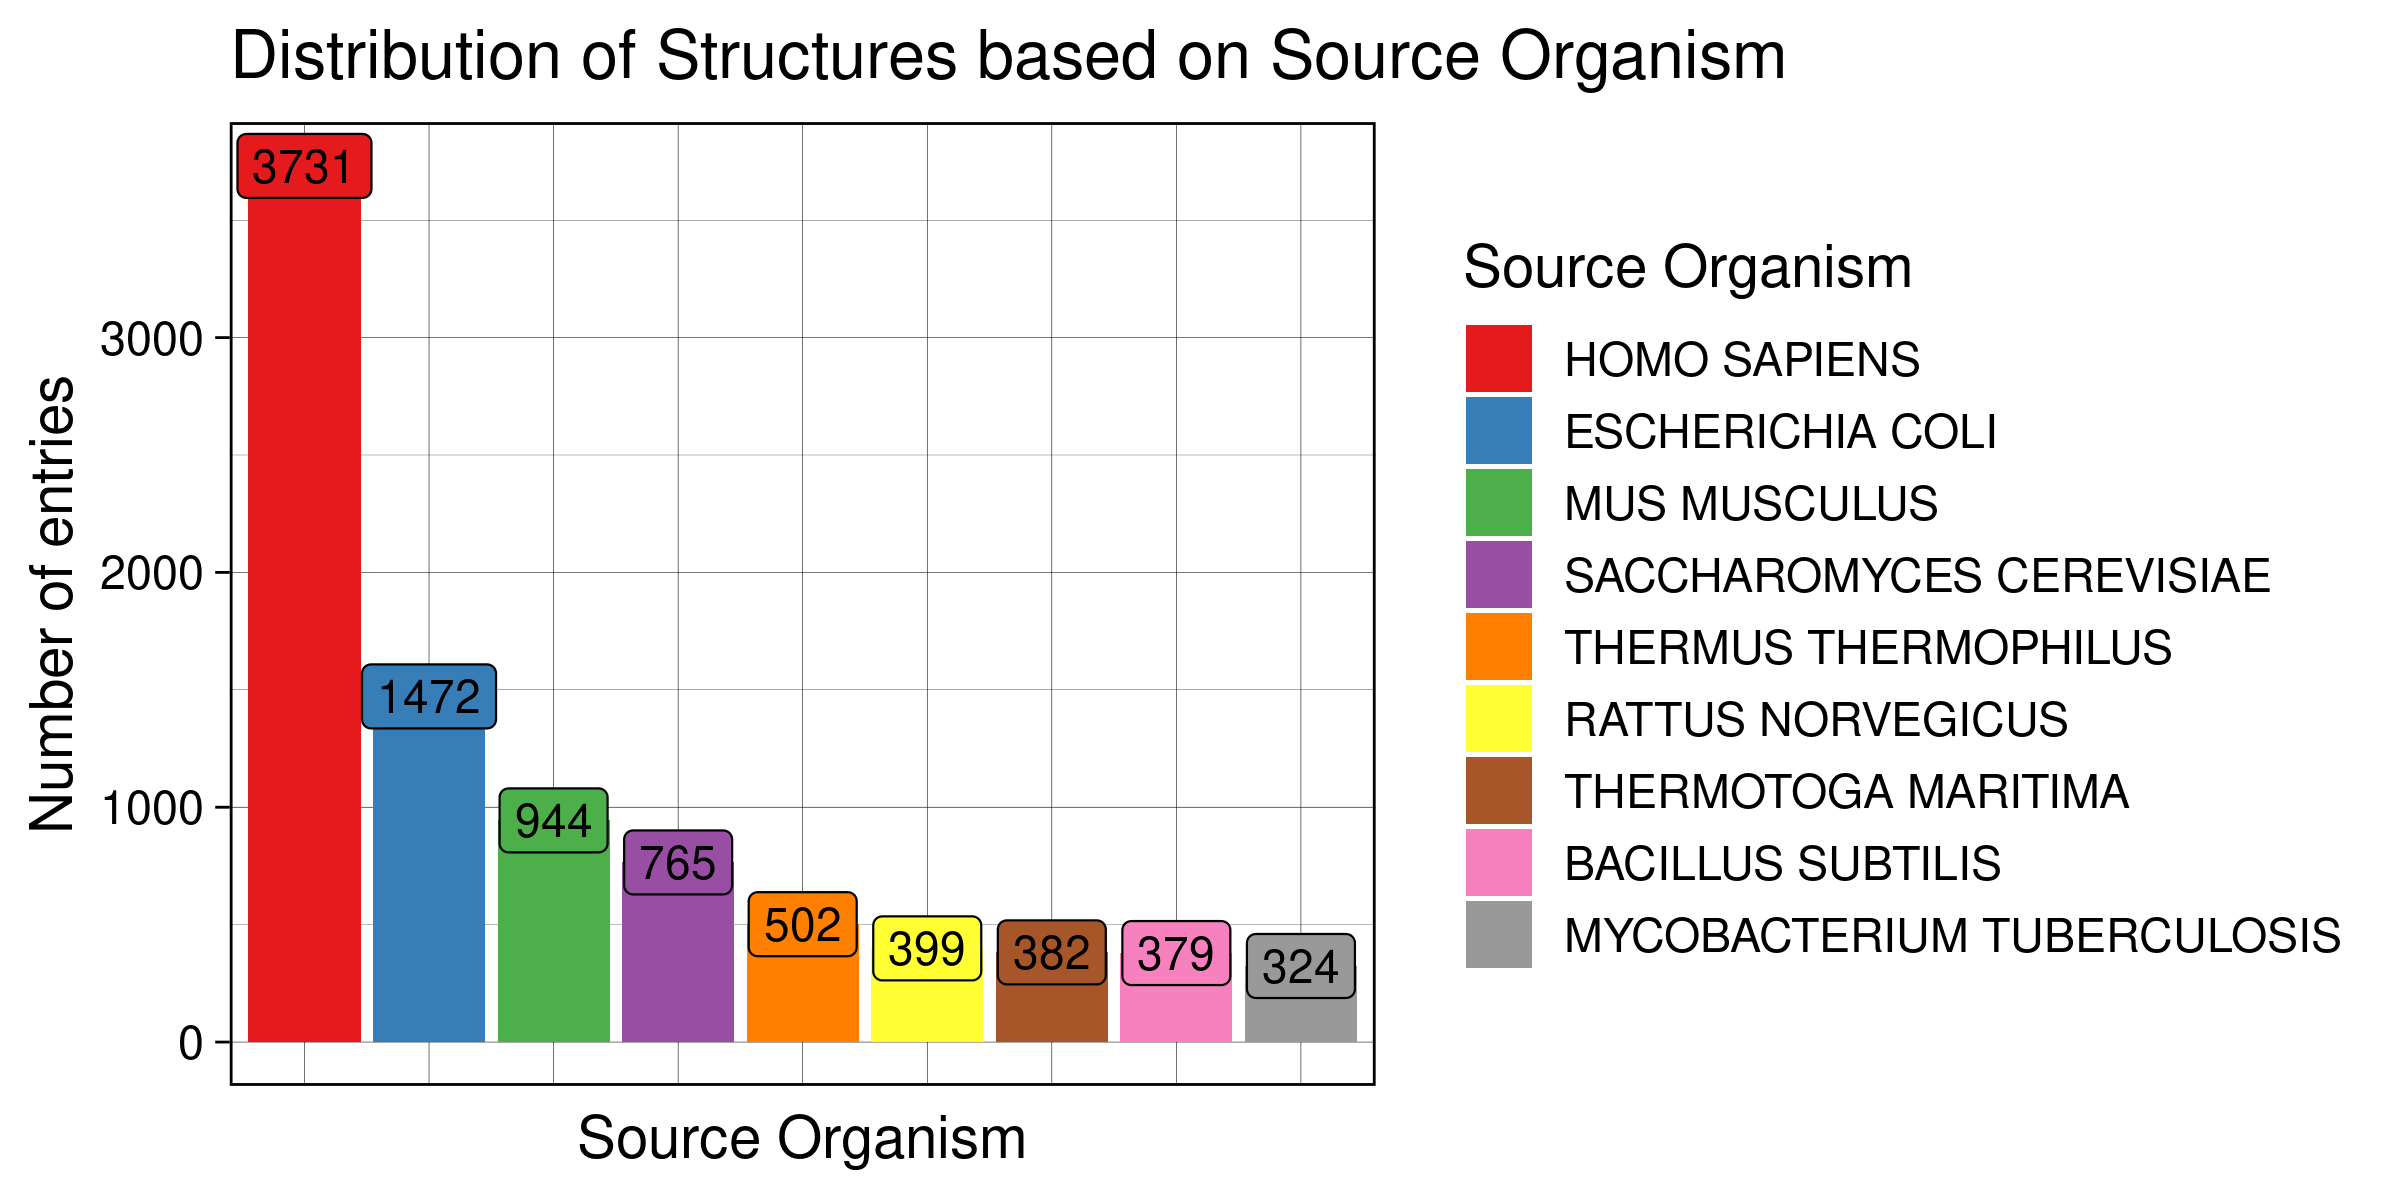 Distribution of Structures based on Source Organism
Number of entries
3000
2000
1000
0
3731
1472
944
765
502
399
382
379
324
Source Organism
Source Organism
HOMO SAPIENS
ESCHERICHIA COLI
MUS MUSCULUS
SACCHAROMYCES CEREVISIAE
THERMUS THERMOPHILUS
RATTUS NORVEGICUS
THERMOTOGA MARITIMA
BACILLUS SUBTILIS
MYCOBACTERIUM TUBERCULOSIS